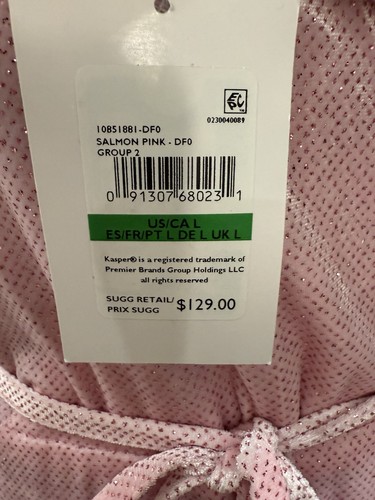 EPC
0230040089
10851881-DF0
SALMON PINK - DF0
GROUP 2
0 91307 68023 1
US/CA L
ES/FR/PT L DE L UK L
Kasper® is a registered trademark of
Premier Brands Group Holdings LLC
all rights reserved
SUGG RETAIL/
PRIX SUGG $129.00